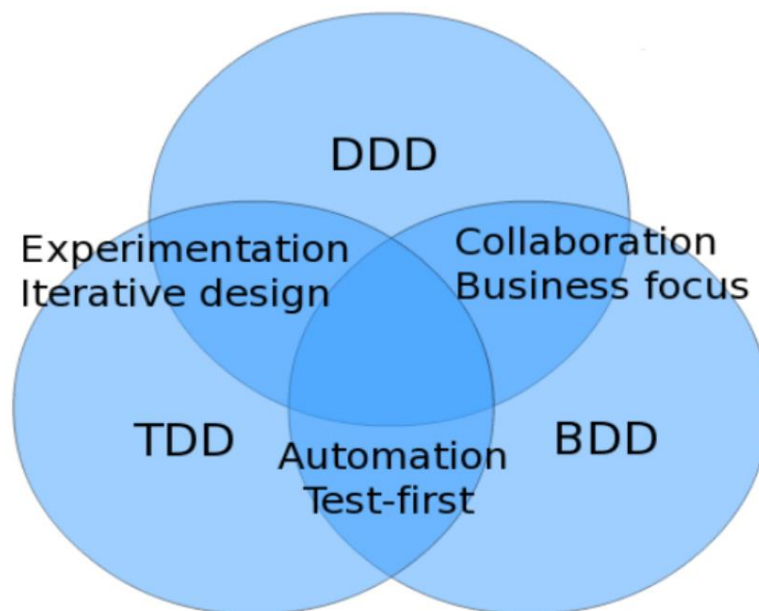 DDD
Experimentation
Iterative design
Collaboration
Business focus
TDD
BDD
Automation
Test-first